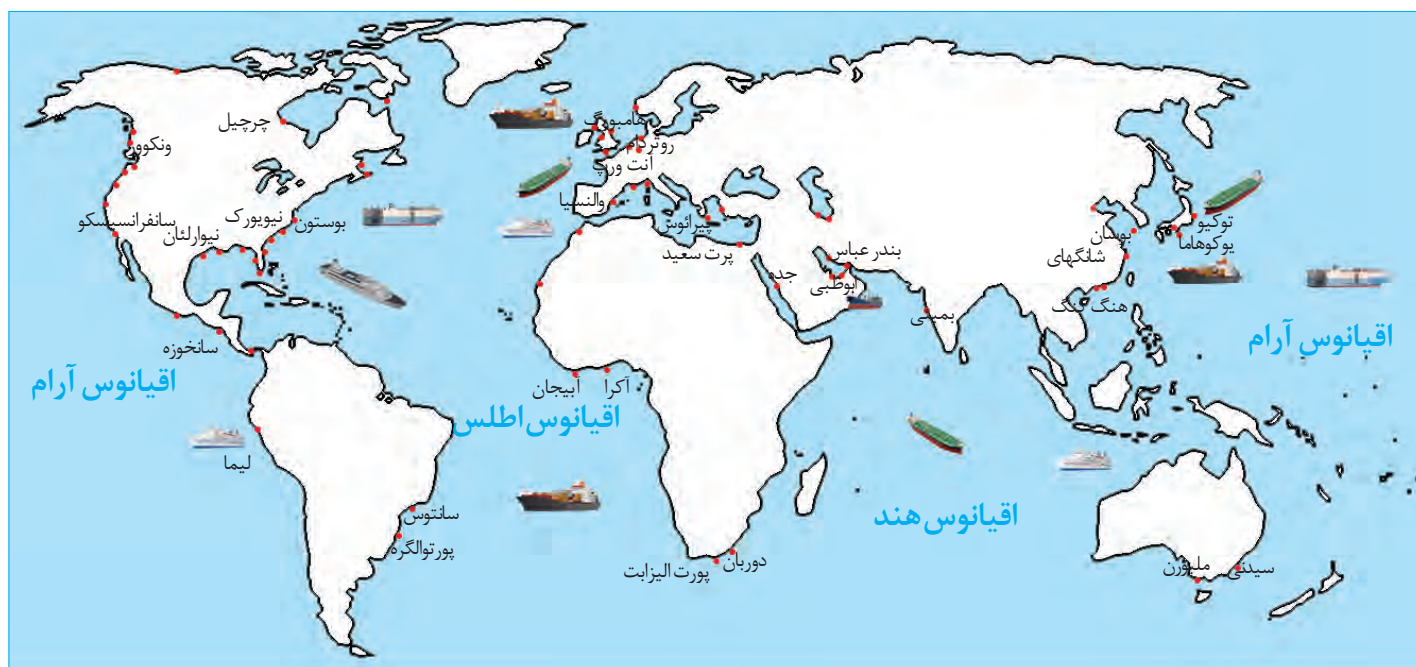 چرچیل
ونکوور
سانفرانسیسکو
نیویورک
بوستون
نیوارلئان
سانخوزه
اقیانوس آرام
لیما
سانتوس
پورتوالگره
هامبورگ
روتردام
انت ورپ
والنسیا
پیرائوس
پرت سعید
جده
بندر عباس
ابوظبی
بمبئی
آبیجان
آکرا
اقیانوس اطلس
دوربان
پورت الیزابت
اقیانوس هند
توکیو
یوکوهاما
بوسان
شانگهای
هنگ کنگ
اقیانوس آرام
سیدنی
ملبورن